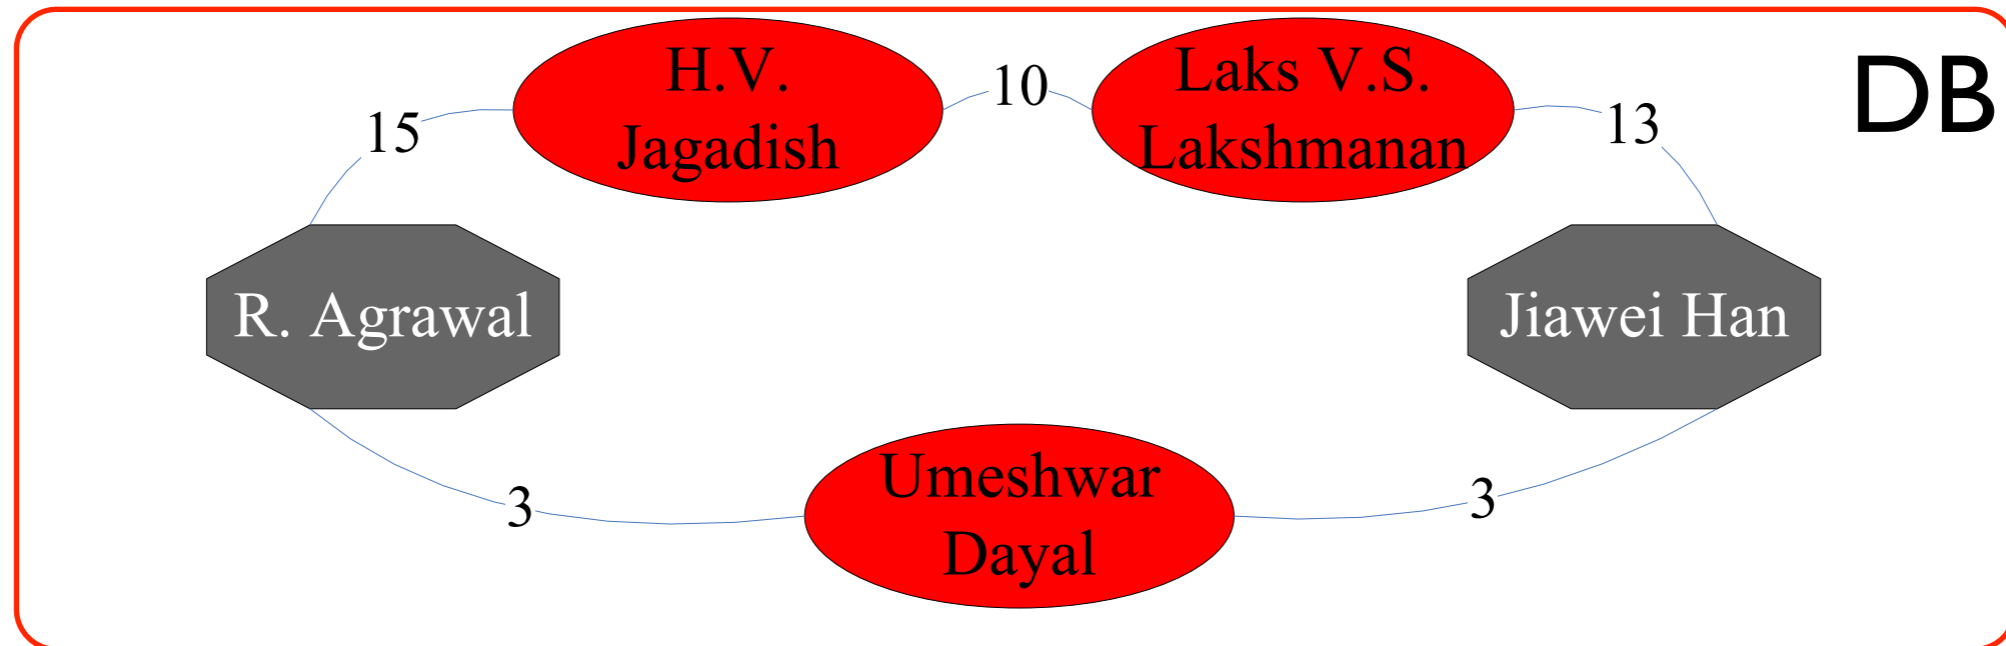 H.V.
Jagadish
10
Laks V.S.
Lakshmanan
DB
15
13
R. Agrawal
Jiawei Han
3
Umeshwar
Dayal
3